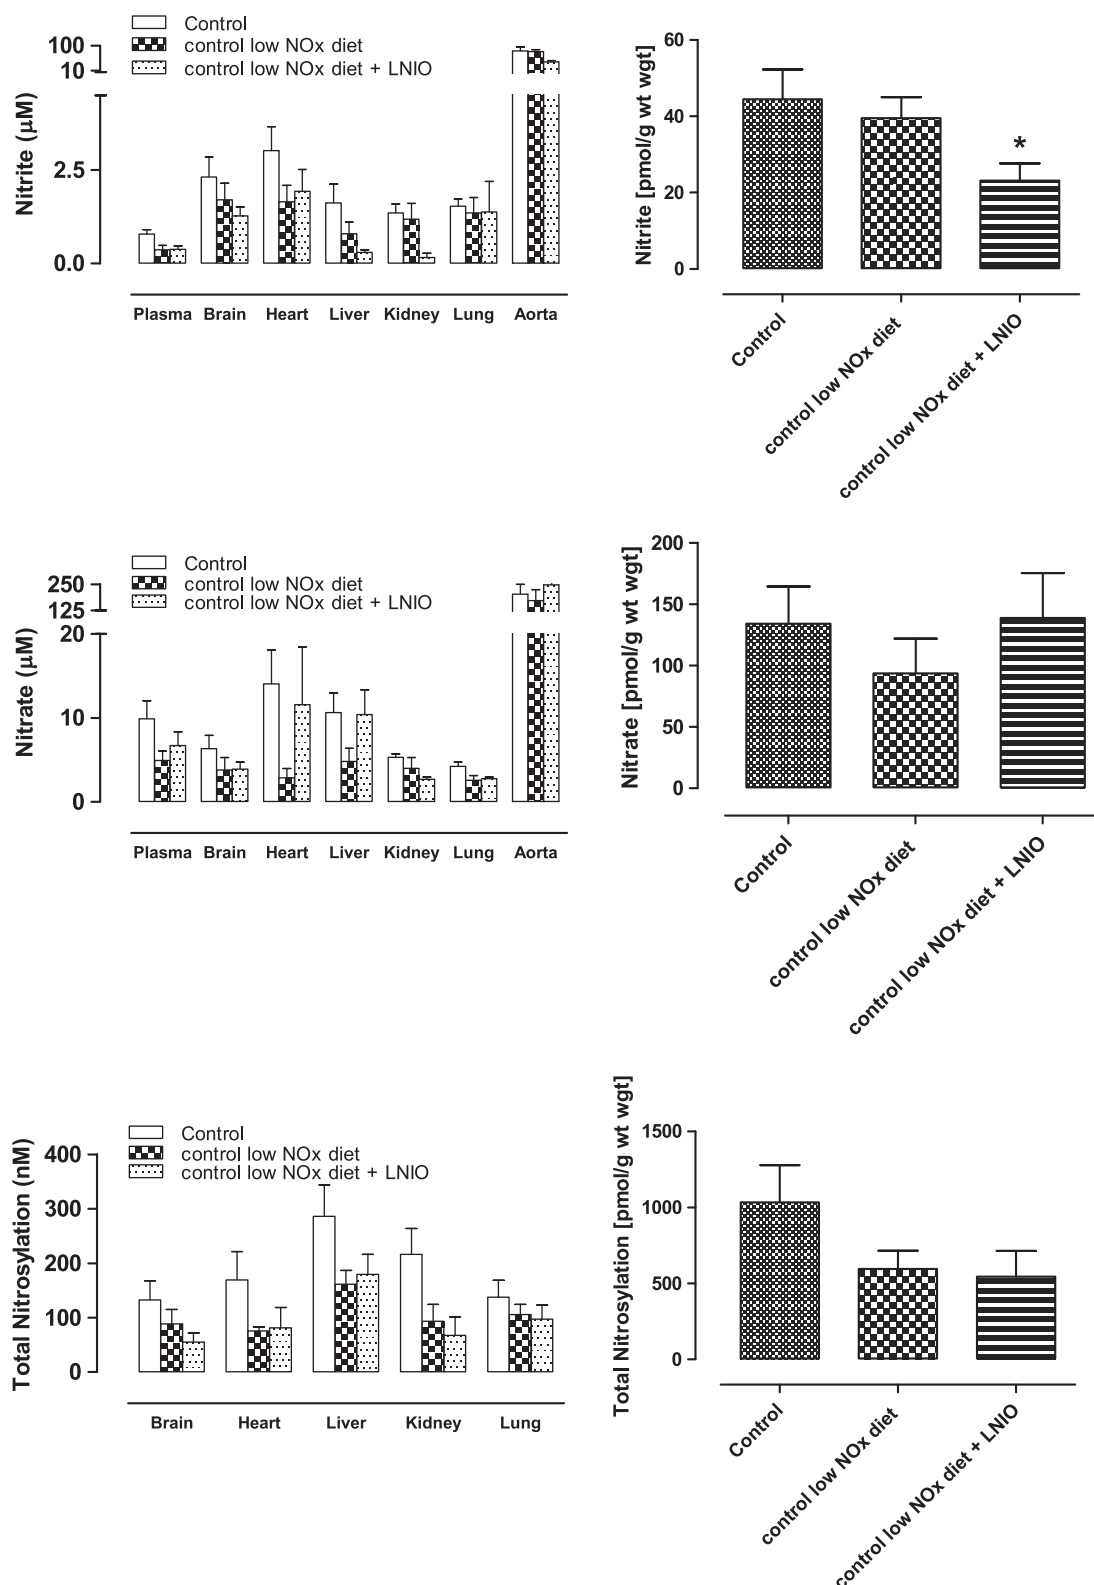 Control
control low NOx diet
control low NOx diet + LNIO
Nitrite (μM)
100
10
2.5
0.0
Plasma Brain Heart Liver Kidney Lung Aorta
Nitrite [pmol/g wt wgt]
60
40
20
0
*
Control
control low NOx diet
control low NOx diet + LNIO
Control
control low NOx diet
control low NOx diet + LNIO
Nitrate (μM)
250
125
20
10
0
Plasma Brain Heart Liver Kidney Lung Aorta
Nitrate [pmol/g wt wgt]
200
150
100
50
0
Control
control low NOx diet
control low NOx diet + LNIO
Control
control low NOx diet
control low NOx diet + LNIO
Total Nitrosylation (nM)
400
300
200
100
0
Brain Heart Liver Kidney Lung
Total Nitrosylation [pmol/g wt wgt]
1500
1000
500
0
Control
control low NOx diet
control low NOx diet + LNIO